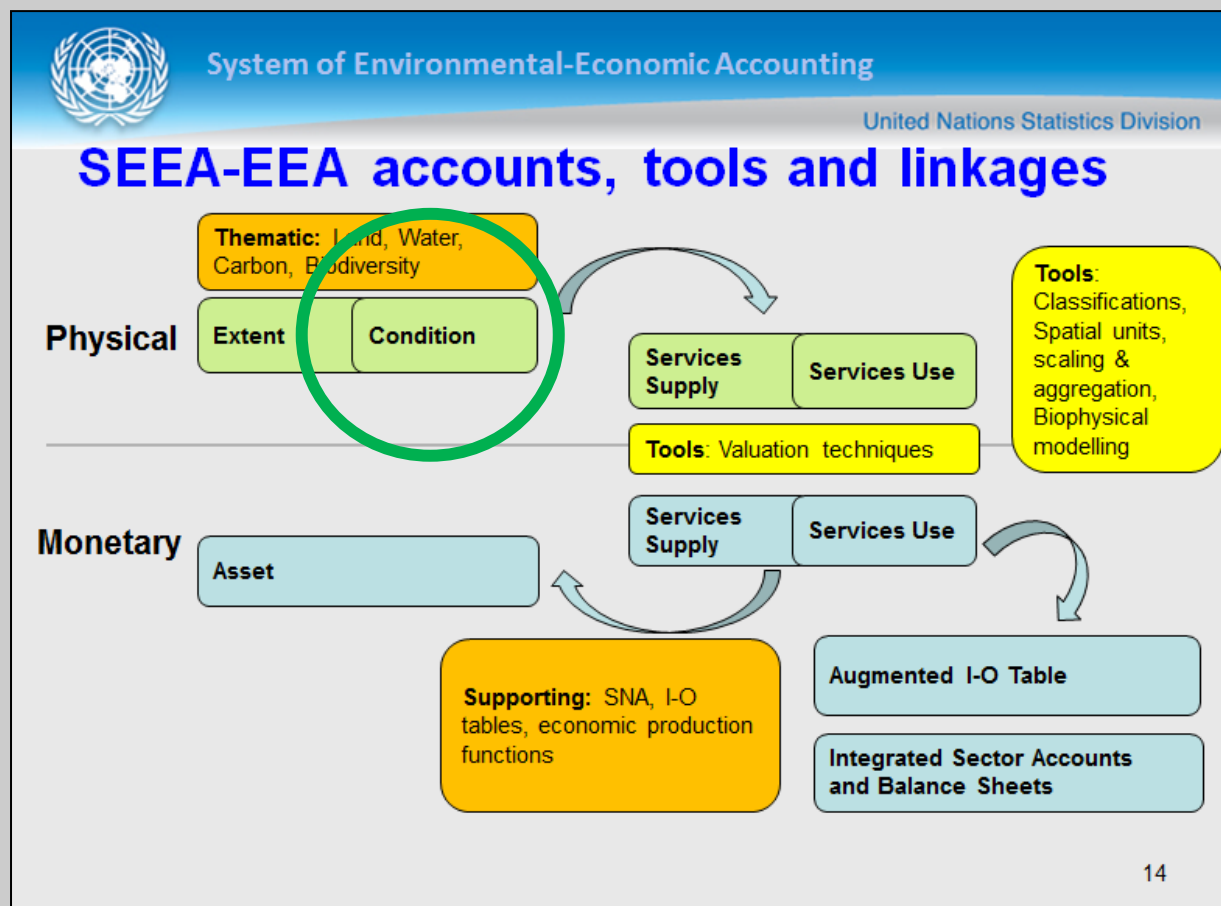 System of Environmental-Economic Accounting
United Nations Statistics Division
SEEA-EEA accounts, tools and linkages
Thematic: Land, Water,
Carbon, Biodiversity
Physical
Extent
Condition
Services
Supply
Services Use
Tools:
Classifications,
Spatial units,
scaling &
aggregation,
Biophysical
modelling
Tools: Valuation techniques
Monetary
Asset
Services
Supply
Services Use
Supporting: SNA, I-O
tables, economic production
functions
Augmented I-O Table
Integrated Sector Accounts
and Balance Sheets
14